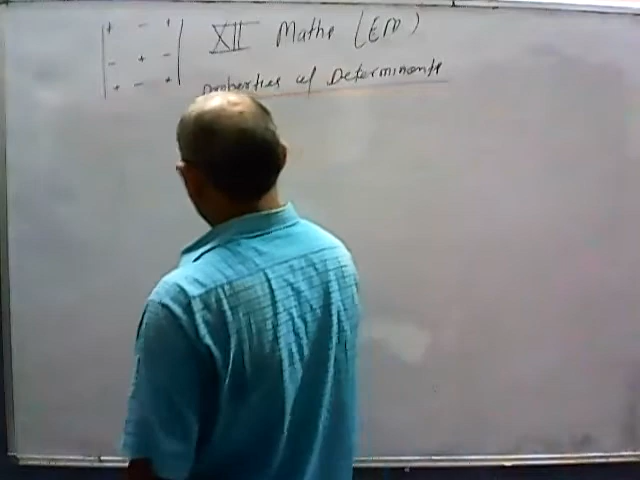 + - +
XII Maths (EM)
- + -
Properties of Determinants
+ - +